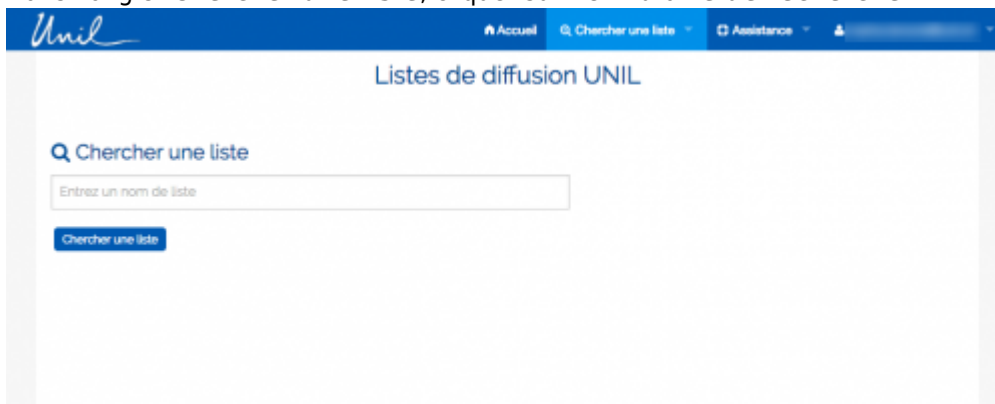 Unil
Accueil Chercher une liste Assistance
Listes de diffusion UNIL
Chercher une liste
Entrez un nom de liste
Chercher une liste